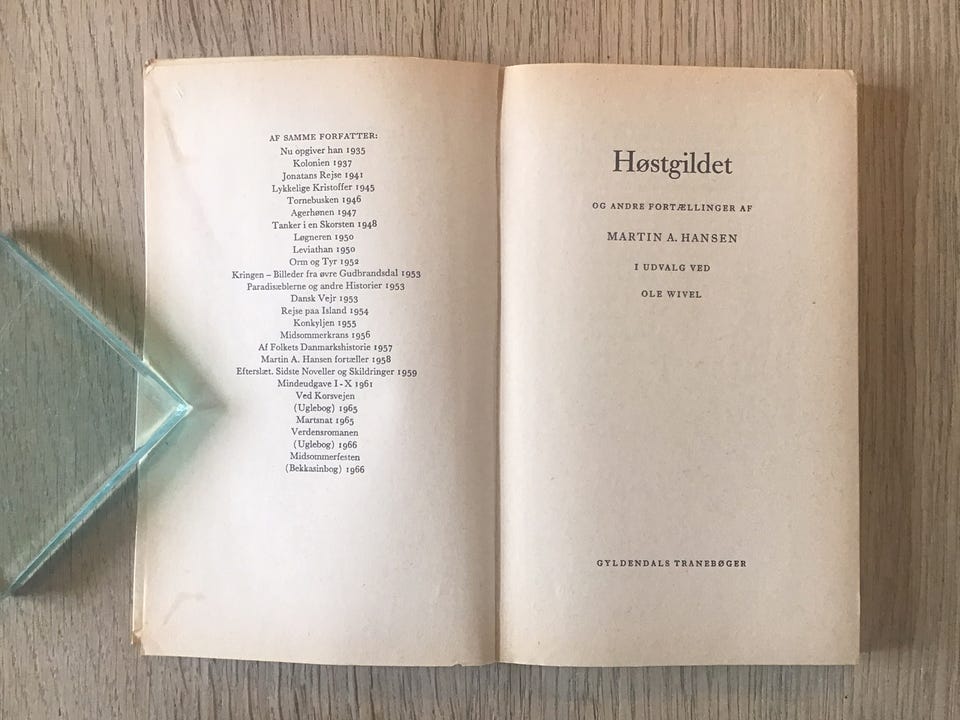 AF SAMME FORFATTER:
Nu opgiver han 1935
Kolonien 1937
Jonatans Rejse 1941
Lykkelige Kristoffer 1945
Tornebusken 1946
Agerhønen 1947
Tanker i en Skorsten 1948
Løgneren 1950
Leviathan 1950
Orm og Tyr 1952
Kringen – Billeder fra øvre Gudbrandsdal 1953
Paradisæblerne og andre Historier 1953
Dansk Vejr 1953
Rejse paa Island 1954
Konkyljen 1955
Midsommerkrans 1956
Af Folkets Danmarkshistorie 1957
Martin A. Hansen fortæller 1958
Efterslæt. Sidste Noveller og Skildringer 1959
Mindeudgave I-X 1961
Ved Korsvejen
(Uglebog) 1965
Martsnat 1965
Verdensromanen
(Uglebog) 1966
Midsommerfesten
(Bekkasinbog) 1966
Høstgildet
OG ANDRE FORTÆLLINGER AF
MARTIN A. HANSEN
I UDVALG VED
OLE WIVEL
GYLDENDALS TRANEBØGER